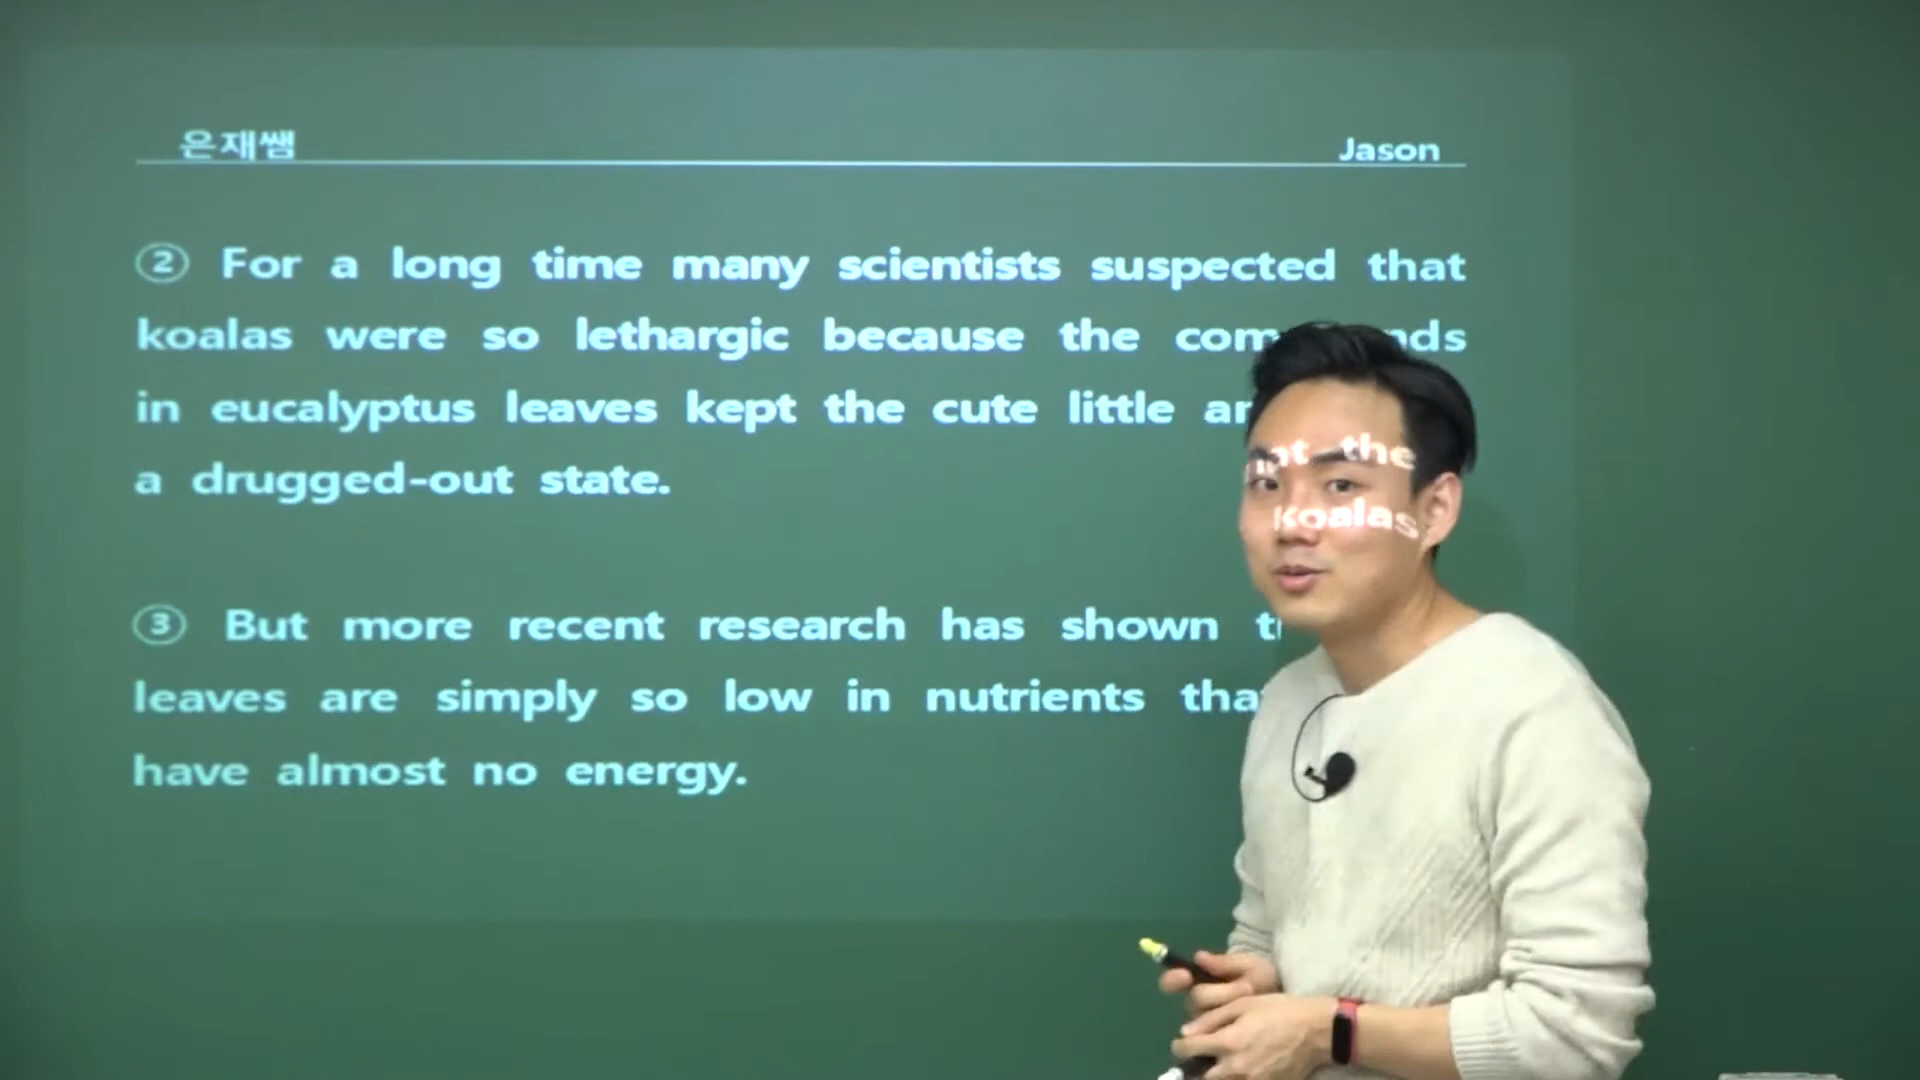 은재쌤 Jason
② For a long time many scientists suspected that
koalas were so lethargic because the
in eucalyptus leaves kept the cute little
a drugged-out state.
the
③ But more recent research has shown
leaves are simply so low in nutrients
koalas
have almost no energy.